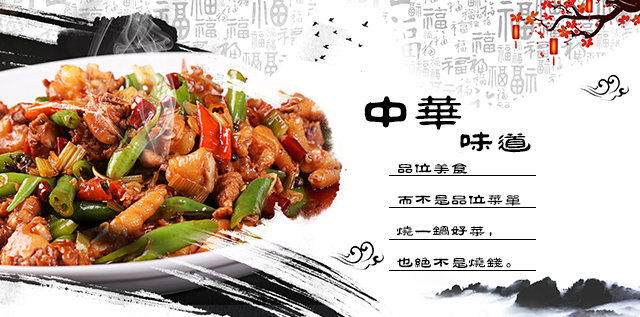 中華
味道
品位美食
而不是品位菜單
燒一鍋好菜，
也絕不是燒錢。